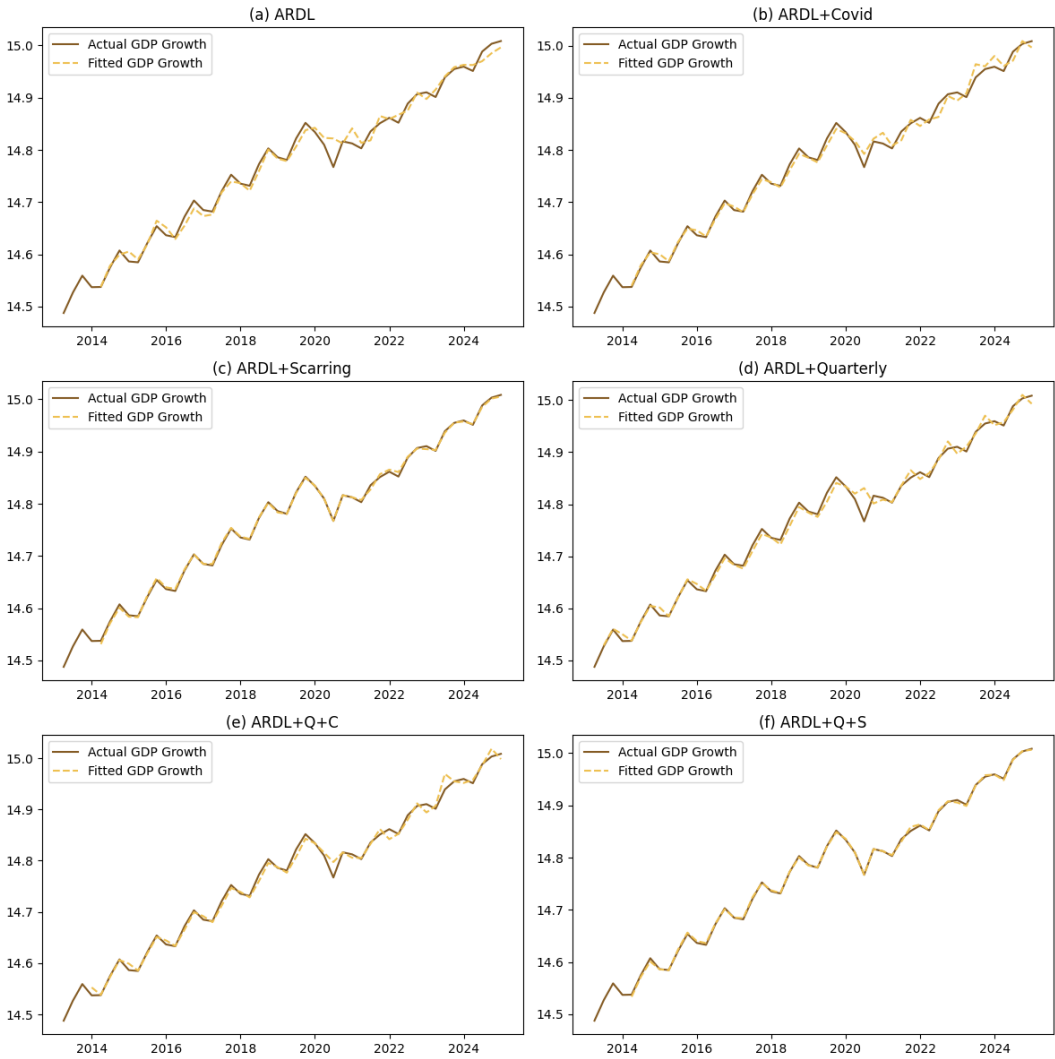 (a) ARDL
Actual GDP Growth
Fitted GDP Growth
15.0
14.9
14.8
14.7
14.6
14.5
2014 2016 2018 2020 2022 2024
(b) ARDL+Covid
Actual GDP Growth
Fitted GDP Growth
15.0
14.9
14.8
14.7
14.6
14.5
2014 2016 2018 2020 2022 2024
(c) ARDL+Scarring
Actual GDP Growth
Fitted GDP Growth
15.0
14.9
14.8
14.7
14.6
14.5
2014 2016 2018 2020 2022 2024
(d) ARDL+Quarterly
Actual GDP Growth
Fitted GDP Growth
15.0
14.9
14.8
14.7
14.6
14.5
2014 2016 2018 2020 2022 2024
(e) ARDL+Q+C
Actual GDP Growth
Fitted GDP Growth
15.0
14.9
14.8
14.7
14.6
14.5
2014 2016 2018 2020 2022 2024
(f) ARDL+Q+S
Actual GDP Growth
Fitted GDP Growth
15.0
14.9
14.8
14.7
14.6
14.5
2014 2016 2018 2020 2022 2024